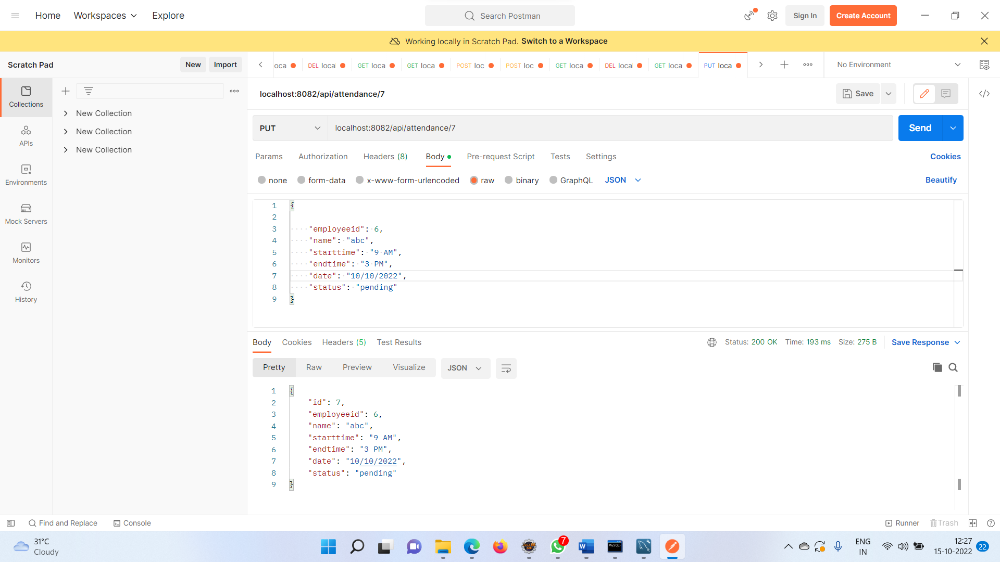 Home Workspaces Explore Search Postman Sign In Create Account
Working locally in Scratch Pad. Switch to a Workspace
Scratch Pad New Import
oca DEL loca GET loca GET loca POST loc POST loc GET loca DEL loca GET loca PUT loca No Environment
Collections
APIs
Environments
Mock Servers
Monitors
History
New Collection
New Collection
New Collection
localhost:8082/api/attendance/7 Save
PUT localhost:8082/api/attendance/7 Send
Params Authorization Headers (8) Body Pre-request Script Tests Settings Cookies
none form-data x-www-form-urlencoded raw binary GraphQL JSON Beautify
1 {
2
3 "employeeid": 6,
4 "name": "abc",
5 "starttime": "9 AM",
6 "endtime": "3 PM",
7 "date": "10/10/2022",
8 "status": "pending"
9 }
Body Cookies Headers (5) Test Results Status: 200 OK Time: 193 ms Size: 275 B Save Response
Pretty Raw Preview Visualize JSON
1 {
2 "id": 7,
3 "employeeid": 6,
4 "name": "abc",
5 "starttime": "9 AM",
6 "endtime": "3 PM",
7 "date": "10/10/2022",
8 "status": "pending"
9 }
Find and Replace Console Runner Trash
31°C
Cloudy
7
ENG
IN
12:27
15-10-2022
22